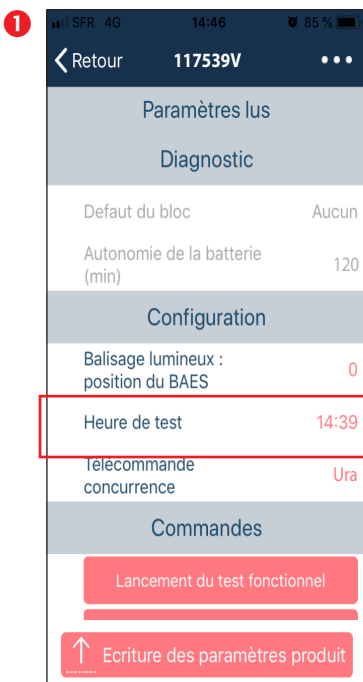 1
SFR 4G 14:46 85 %
Retour 117539V
Paramètres lus
Diagnostic
Defaut du bloc Aucun
Autonomie de la batterie
(min) 120
Configuration
Balisage lumineux :
position du BAES 0
Heure de test 14:39
Télécommande
concurrence Ura
Commandes
Lancement du test fonctionnel
Ecriture des paramètres produit